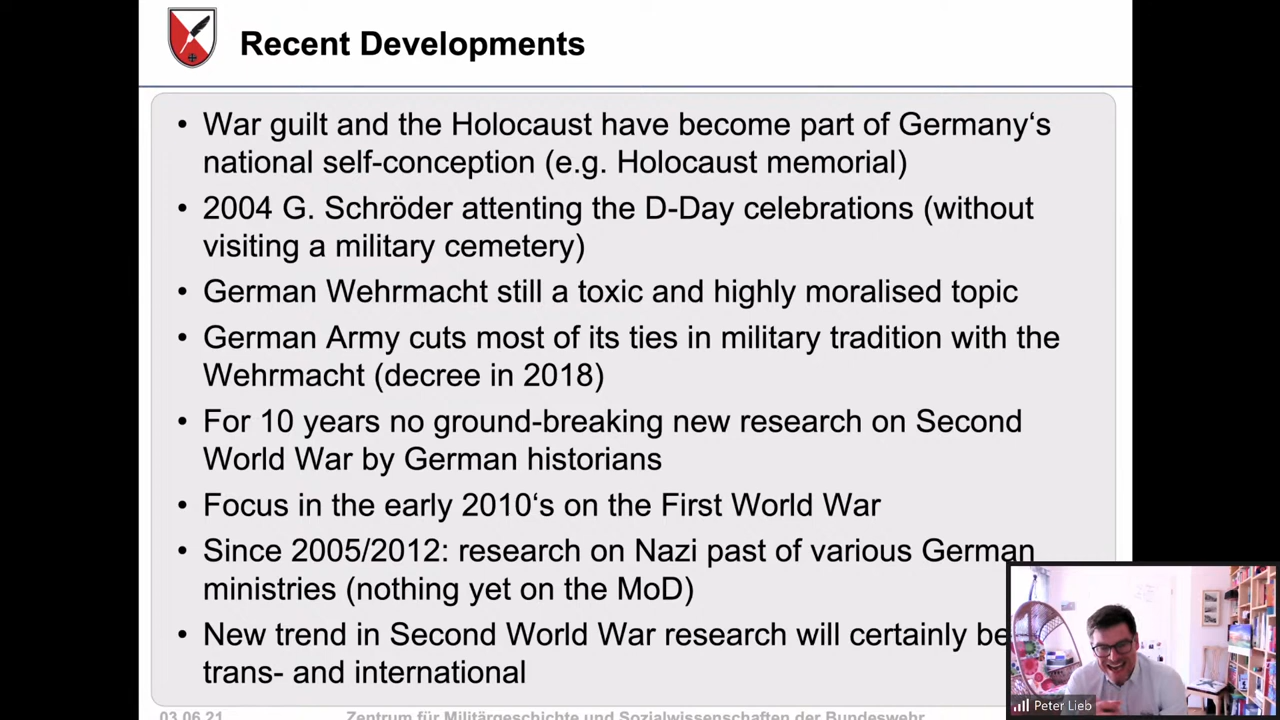 Recent Developments
• War guilt and the Holocaust have become part of Germany‘s
national self-conception (e.g. Holocaust memorial)
• 2004 G. Schröder attenting the D-Day celebrations (without
visiting a military cemetery)
• German Wehrmacht still a toxic and highly moralised topic
• German Army cuts most of its ties in military tradition with the
Wehrmacht (decree in 2018)
• For 10 years no ground-breaking new research on Second
World War by German historians
• Focus in the early 2010‘s on the First World War
• Since 2005/2012: research on Nazi past of various German
ministries (nothing yet on the MoD)
• New trend in Second World War research will certainly be
trans- and international
03.06.21 Zentrum für Militärgeschichte und Sozialwissenschaften der Bundeswehr
Peter Lieb